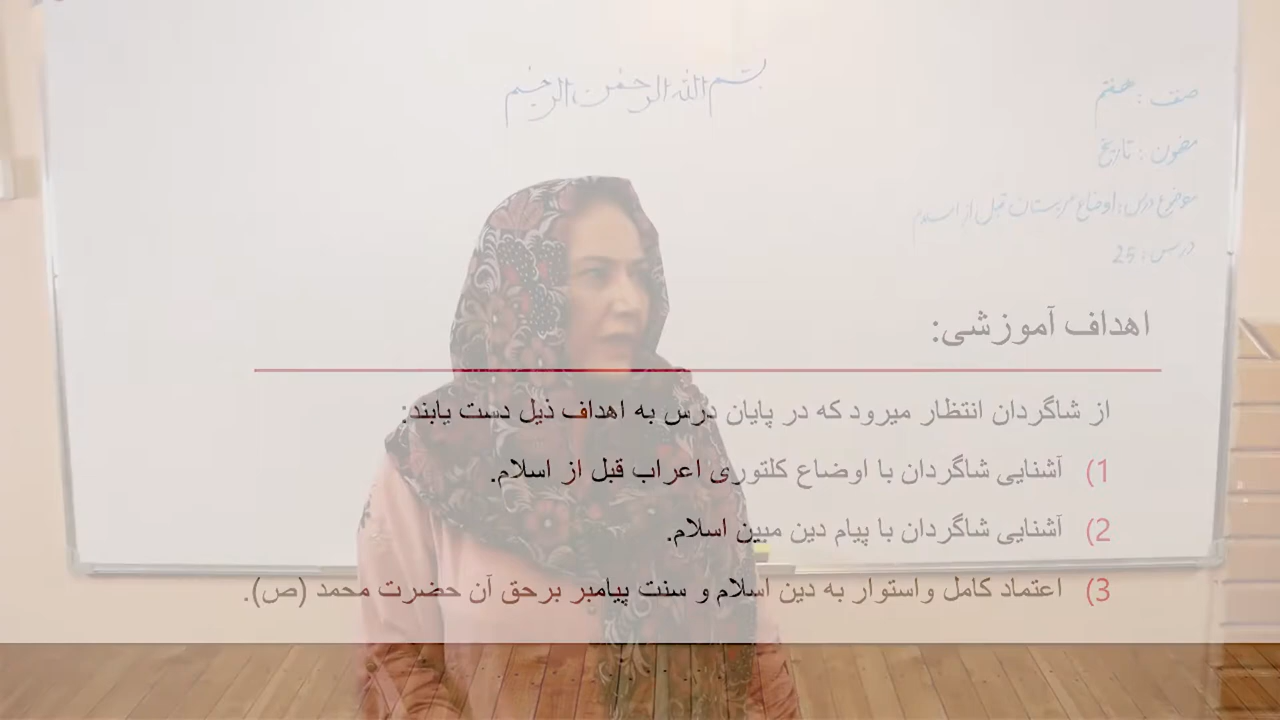 بسم الله الرحمن الرحیم
صنف: هفتم
مضمون: تاریخ
موضوع درس: اوضاع عربستان قبل از اسلام
درس: 25
اهداف آموزشی:
از شاگردان انتظار میرود که در پایان درس به اهداف ذیل دست یابند:
1) آشنایی شاگردان با اوضاع کلتوری اعراب قبل از اسلام.
2) آشنایی شاگردان با پیام دین مبین اسلام.
3) اعتماد کامل واستوار به دین اسلام و سنت پیامبر برحق آن حضرت محمد (ص).